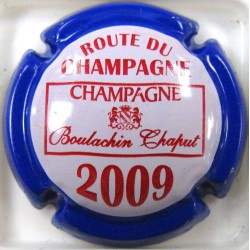 ROUTE DU
CHAMPAGNE
CHAMPAGNE
Boulachin Chaput
2009